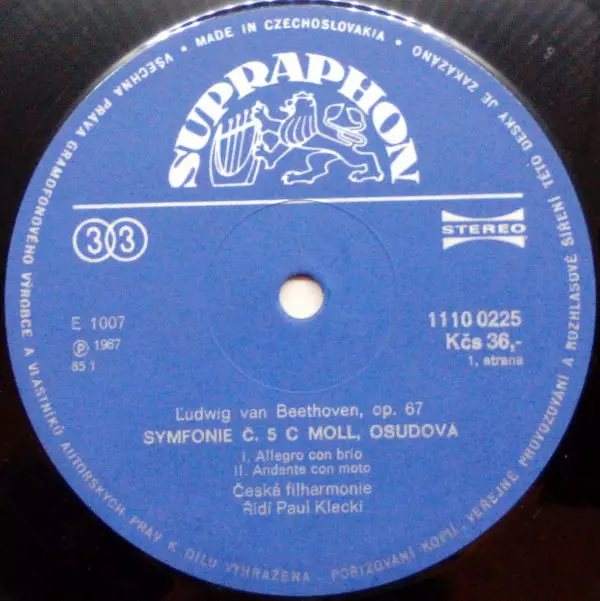 VŠECHNA PRÁVA GRAMOFONOVÉHO VÝROBCE A VLASTNÍKŮ AUTORSKÝCH PRÁV K DÍLU VYHRAZENA • POŘIZOVÁNÍ KOPIÍ, VEŘEJNÉ PROVOZOVÁNÍ A ROZHLASOVÉ ŠÍŘENÍ TÉTO DESKY JE ZAKÁZÁNO
• MADE IN CZECHOSLOVAKIA •
SUPRAPHON
33
STEREO
E 1007
1110 0225
℗ 1967
Kčs 36,-
85 1
1. strana
Ludwig van Beethoven, op. 67
SYMFONIE Č. 5 C MOLL, OSUDOVA
I. Allegro con brio
II. Andante con moto
Česká filharmonie
Řídí Paul Klecki